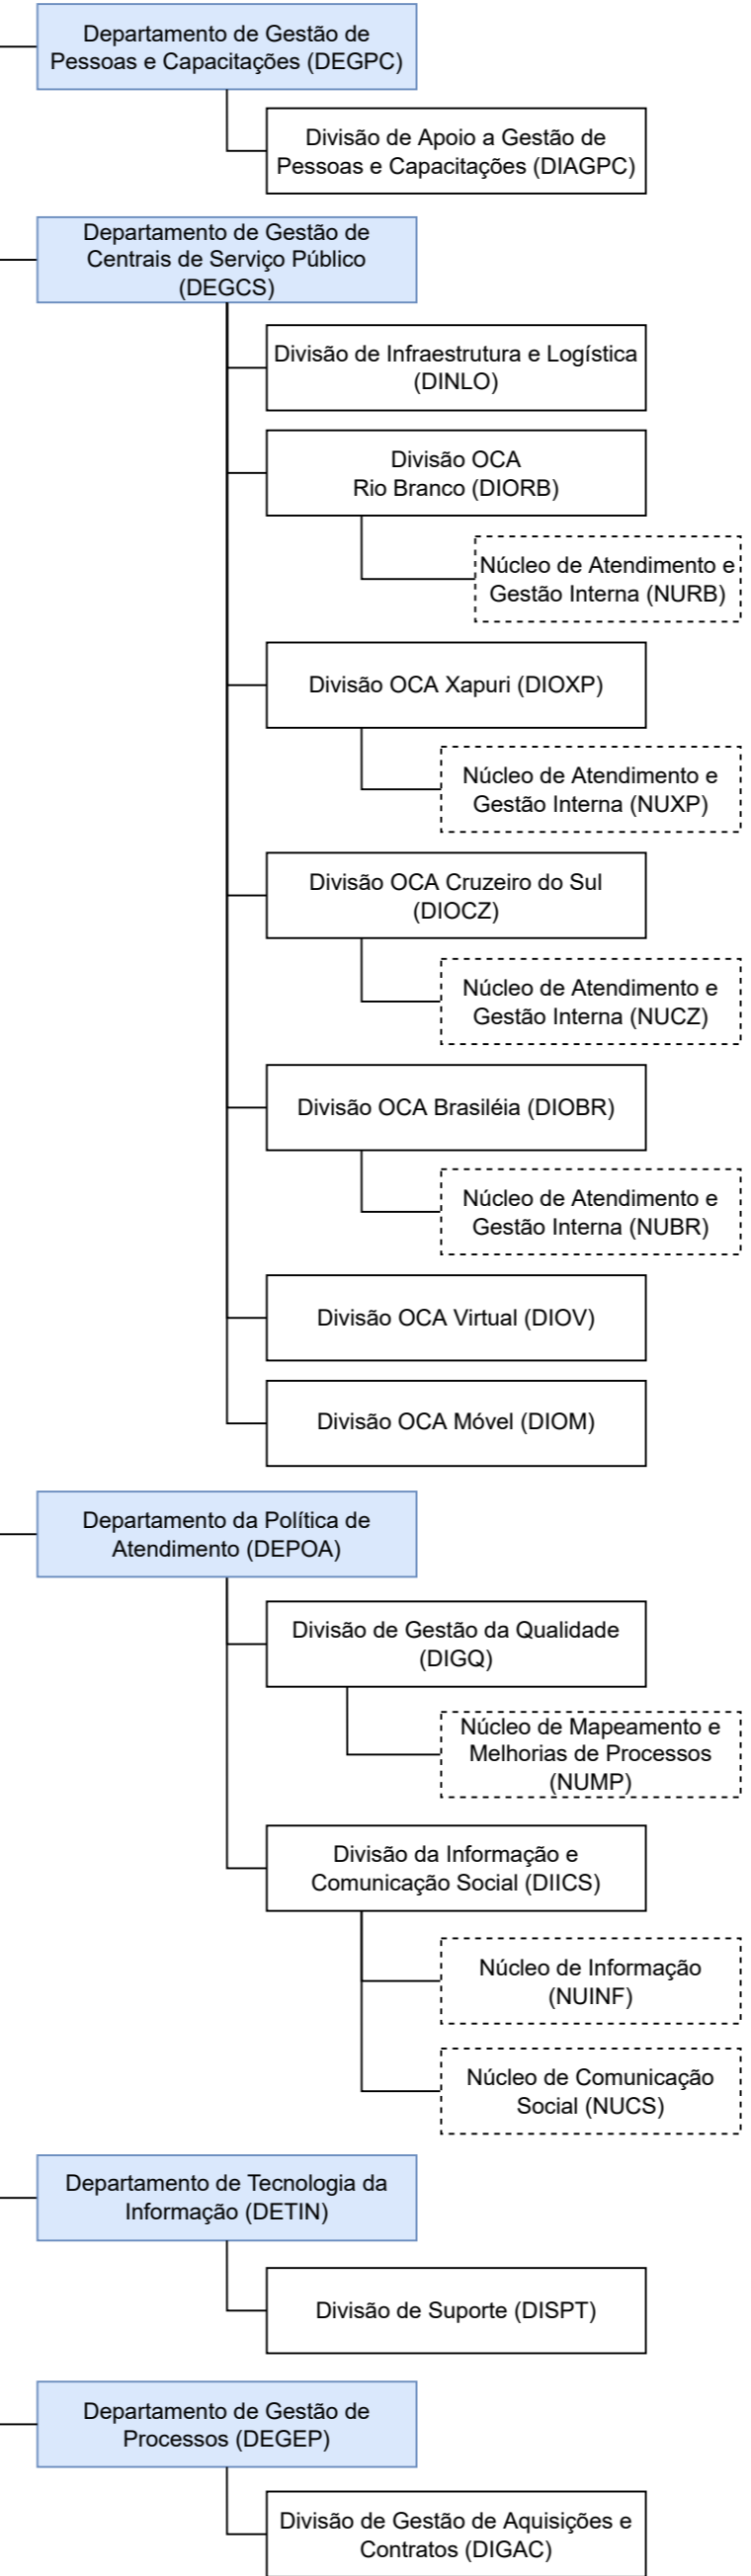 Departamento de Gestão de
Pessoas e Capacitações (DEGPC)
Divisão de Apoio a Gestão de
Pessoas e Capacitações (DIAGPC)
Departamento de Gestão de
Centrais de Serviço Público
(DEGCS)
Divisão de Infraestrutura e Logística
(DINLO)
Divisão OCA
Rio Branco (DIORB)
Núcleo de Atendimento e
Gestão Interna (NURB)
Divisão OCA Xapuri (DIOXP)
Núcleo de Atendimento e
Gestão Interna (NUXP)
Divisão OCA Cruzeiro do Sul
(DIOCZ)
Núcleo de Atendimento e
Gestão Interna (NUCZ)
Divisão OCA Brasiléia (DIOBR)
Núcleo de Atendimento e
Gestão Interna (NUBR)
Divisão OCA Virtual (DIOV)
Divisão OCA Móvel (DIOM)
Departamento da Política de
Atendimento (DEPOA)
Divisão de Gestão da Qualidade
(DIGQ)
Núcleo de Mapeamento e
Melhorias de Processos
(NUMP)
Divisão da Informação e
Comunicação Social (DIICS)
Núcleo de Informação
(NUINF)
Núcleo de Comunicação
Social (NUCS)
Departamento de Tecnologia da
Informação (DETIN)
Divisão de Suporte (DISPT)
Departamento de Gestão de
Processos (DEGEP)
Divisão de Gestão de Aquisições e
Contratos (DIGAC)